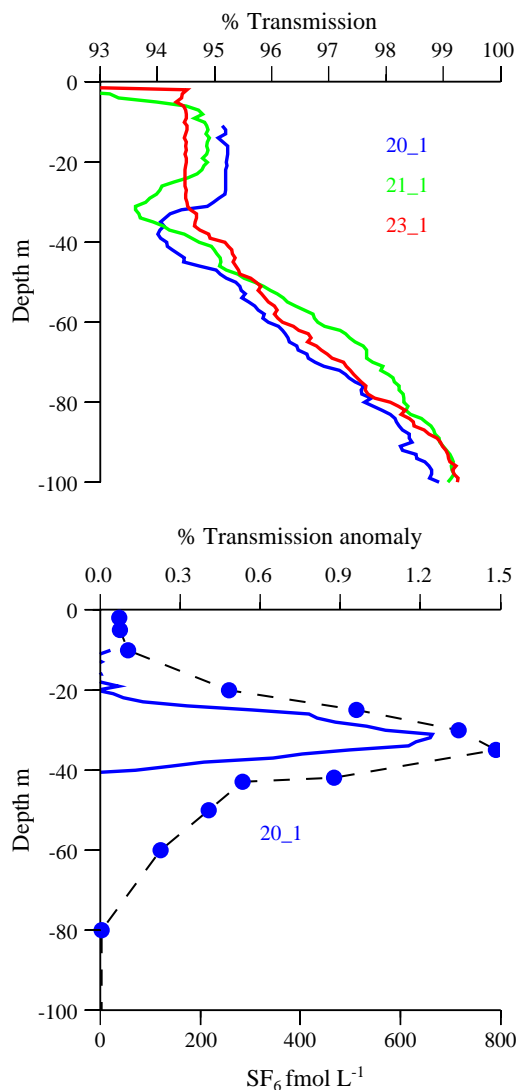 % Transmission
93 94 95 96 97 98 99 100
0
-20
-40
-60
-80
-100
Depth m
20_1
21_1
23_1
% Transmission anomaly
0.0 0.3 0.6 0.9 1.2 1.5
0
-20
-40
-60
-80
-100
Depth m
20_1
0 200 400 600 800
SF₆ fmol L⁻¹